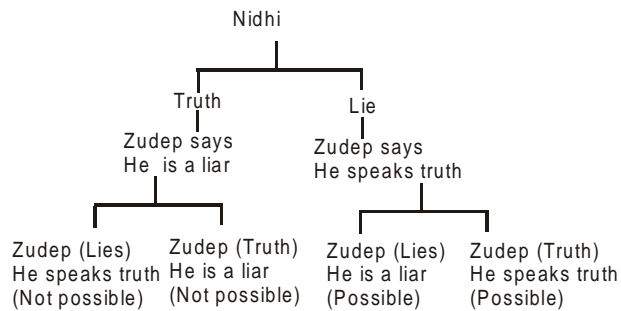 Nidhi
Truth
Lie
Zudep says
He is a liar
Zudep says
He speaks truth
Zudep (Lies)
He speaks truth
(Not possible)
Zudep (Truth)
He is a liar
(Not possible)
Zudep (Lies)
He is a liar
(Possible)
Zudep (Truth)
He speaks truth
(Possible)